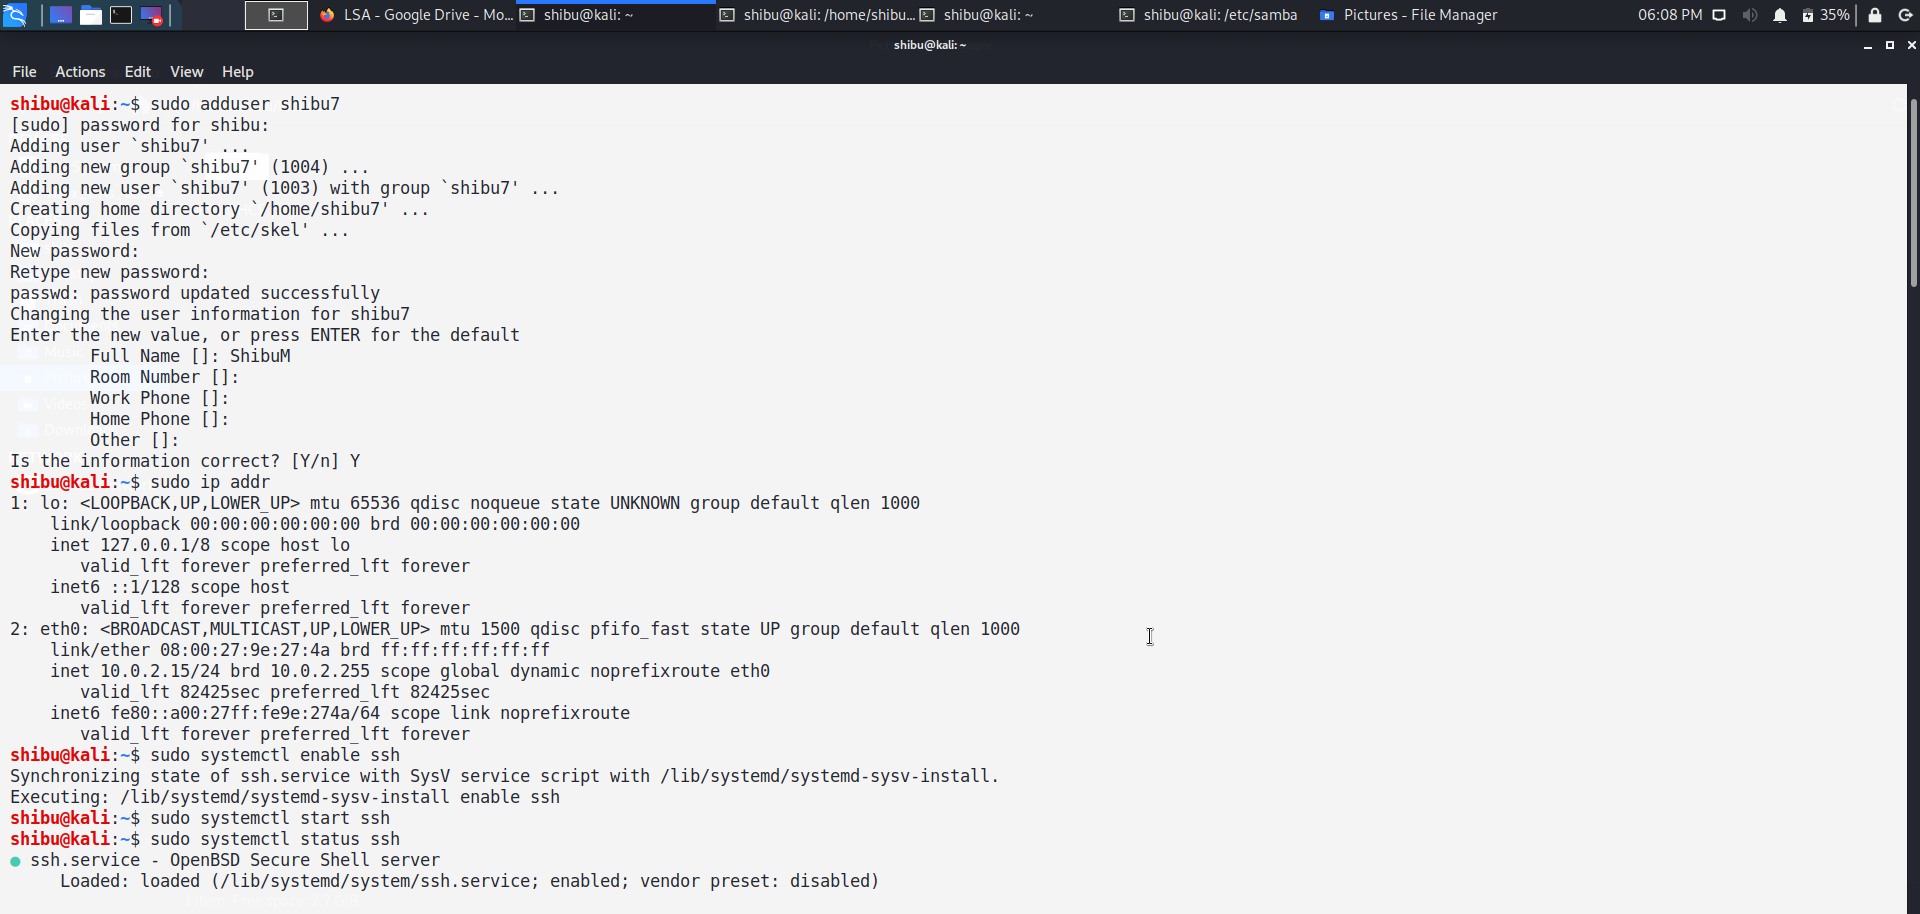 LSA - Google Drive - Mo...
shibu@kali: ~
shibu@kali: /home/shibu...
shibu@kali: ~
shibu@kali: /etc/samba
Pictures - File Manager
06:08 PM
35%
shibu@kali: ~
File Actions Edit View Help
shibu@kali:~$ sudo adduser shibu7
[sudo] password for shibu:
Adding user `shibu7' ...
Adding new group `shibu7' (1004) ...
Adding new user `shibu7' (1003) with group `shibu7' ...
Creating home directory `/home/shibu7' ...
Copying files from `/etc/skel' ...
New password:
Retype new password:
passwd: password updated successfully
Changing the user information for shibu7
Enter the new value, or press ENTER for the default
Full Name []: ShibuM
Room Number []:
Work Phone []:
Home Phone []:
Other []:
Is the information correct? [Y/n] Y
shibu@kali:~$ sudo ip addr
1: lo: <LOOPBACK,UP,LOWER_UP> mtu 65536 qdisc noqueue state UNKNOWN group default qlen 1000
link/loopback 00:00:00:00:00:00 brd 00:00:00:00:00:00
inet 127.0.0.1/8 scope host lo
valid_lft forever preferred_lft forever
inet6 ::1/128 scope host
valid_lft forever preferred_lft forever
2: eth0: <BROADCAST,MULTICAST,UP,LOWER_UP> mtu 1500 qdisc pfifo_fast state UP group default qlen 1000
link/ether 08:00:27:9e:27:4a brd ff:ff:ff:ff:ff:ff
inet 10.0.2.15/24 brd 10.0.2.255 scope global dynamic noprefixroute eth0
valid_lft 82425sec preferred_lft 82425sec
inet6 fe80::a00:27ff:fe9e:274a/64 scope link noprefixroute
valid_lft forever preferred_lft forever
shibu@kali:~$ sudo systemctl enable ssh
Synchronizing state of ssh.service with SysV service script with /lib/systemd/systemd-sysv-install.
Executing: /lib/systemd/systemd-sysv-install enable ssh
shibu@kali:~$ sudo systemctl start ssh
shibu@kali:~$ sudo systemctl status ssh
● ssh.service - OpenBSD Secure Shell server
Loaded: loaded (/lib/systemd/system/ssh.service; enabled; vendor preset: disabled)